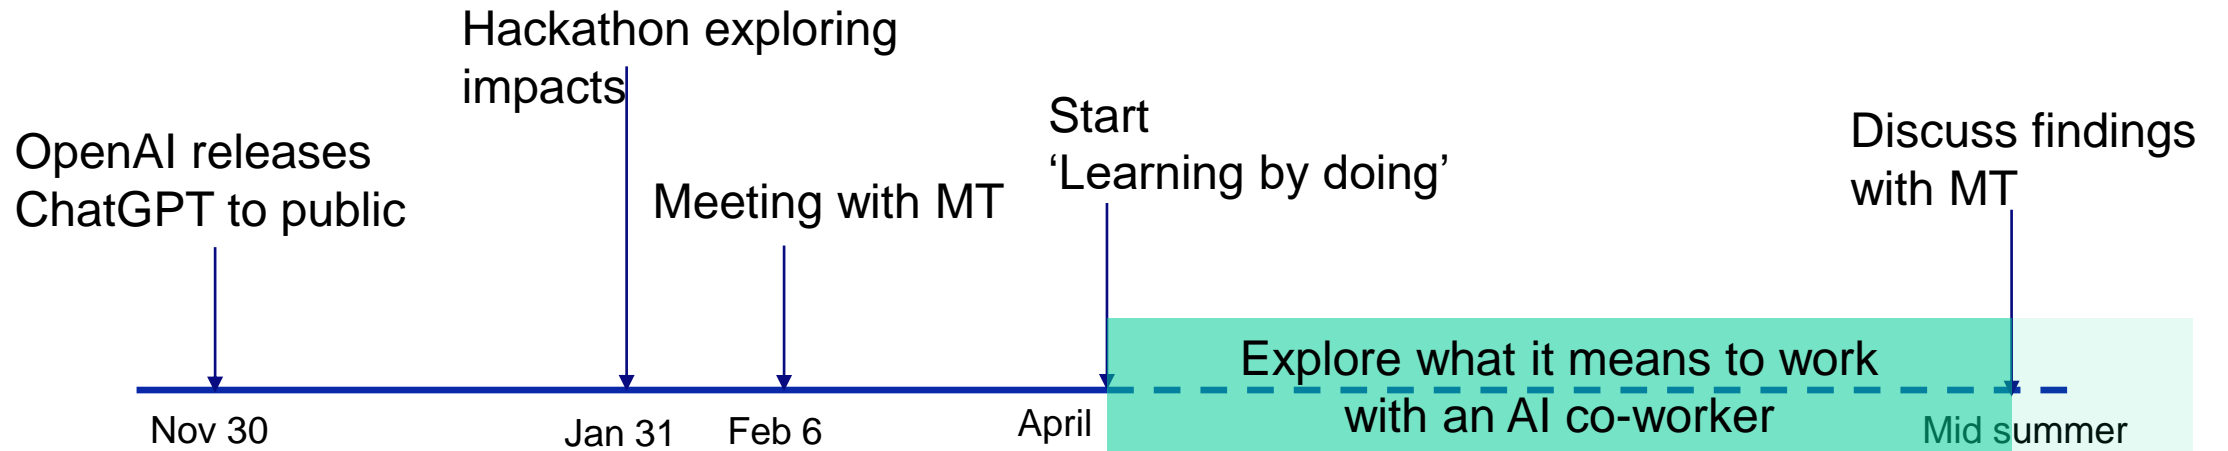 Hackathon exploring
impacts
OpenAI releases
ChatGPT to public
Meeting with MT
Start
‘Learning by doing’
Discuss findings
with MT
Explore what it means to work
with an AI co-worker
Nov 30
Jan 31
Feb 6
April
Mid summer